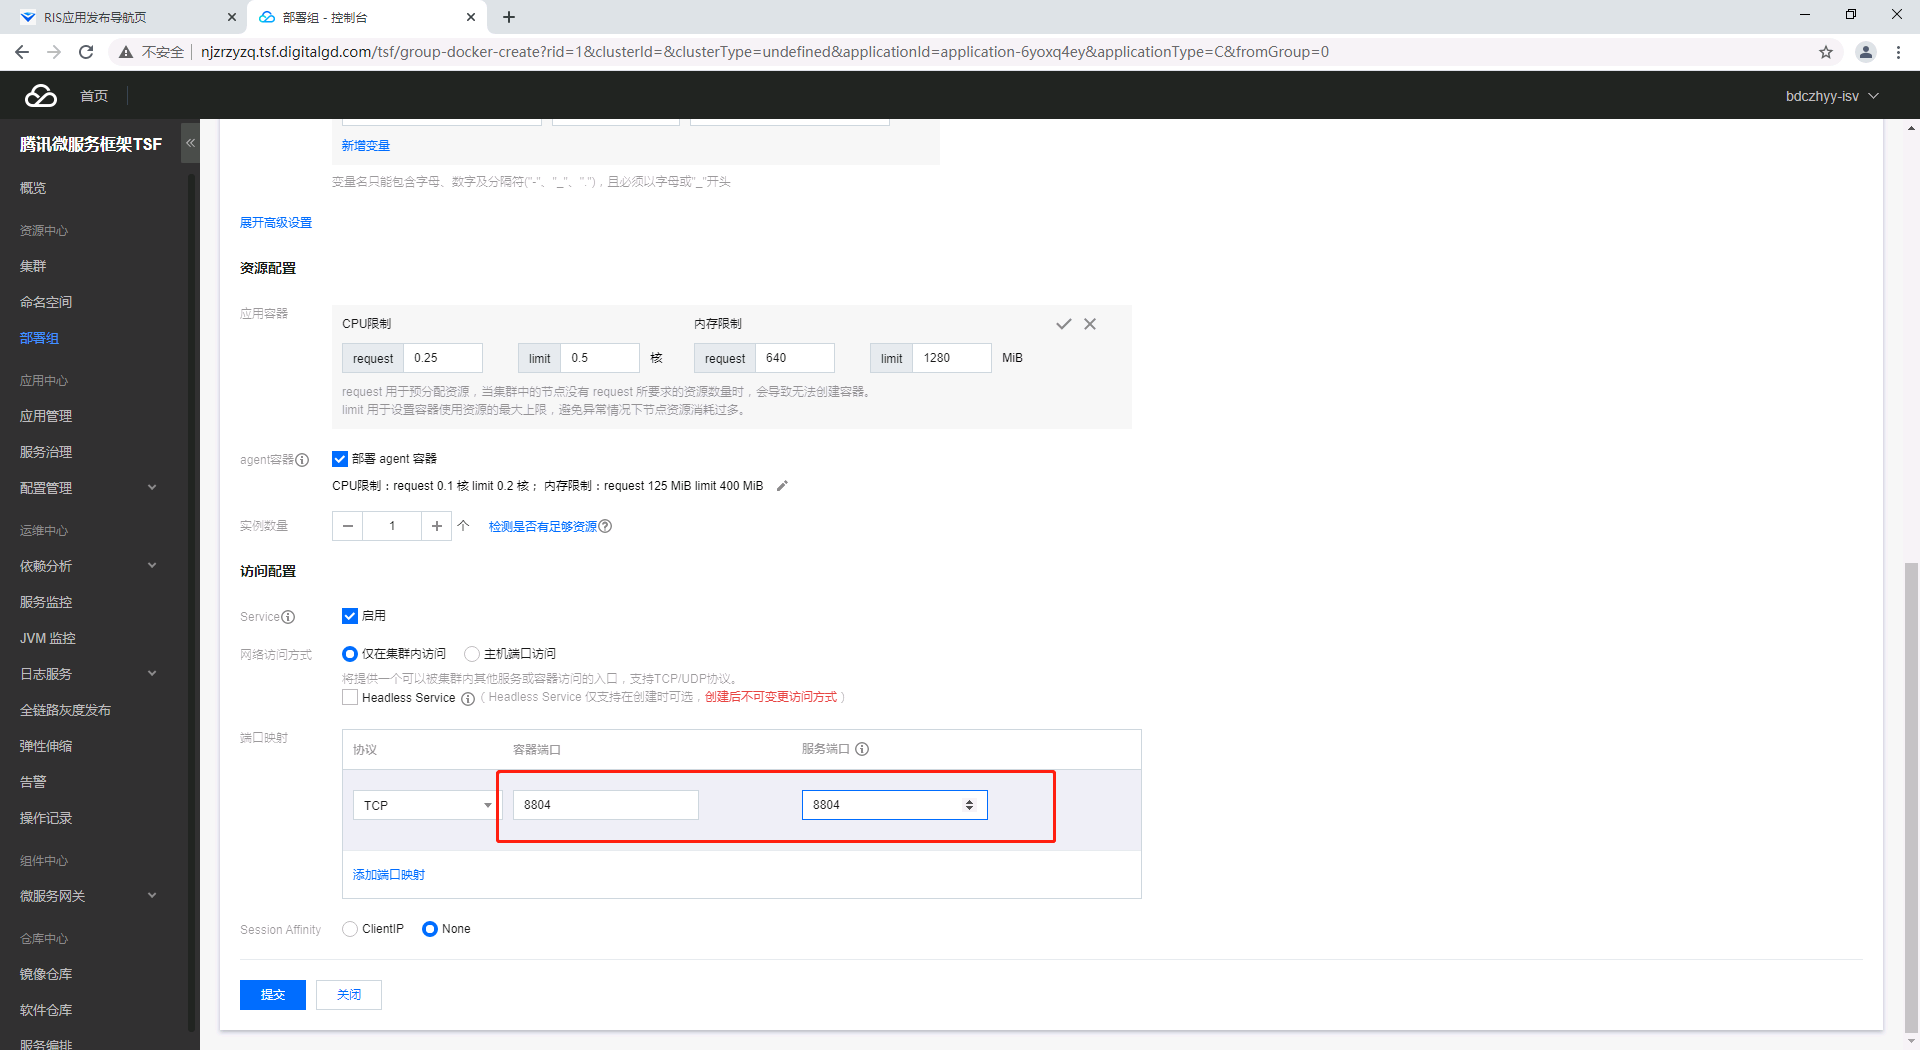 RIS应用发布导航页
部署组 - 控制台
不安全
njzrzyzq.tsf.digitalgd.com/tsf/group-docker-create?rid=1&clusterId=&clusterType=undefined&applicationId=application-6yoxq4ey&applicationType=C&fromGroup=0
首页
bdczhyy-isv
腾讯微服务框架TSF
概览
资源中心
集群
命名空间
部署组
应用中心
应用管理
服务治理
配置管理
运维中心
依赖分析
服务监控
JVM 监控
日志服务
全链路灰度发布
弹性伸缩
告警
操作记录
组件中心
微服务网关
仓库中心
镜像仓库
软件仓库
服务编排
新增变量
变量名只能包含字母、数字及分隔符("-"、"_"、".")，且必须以字母或"_"开头
展开高级设置
资源配置
应用容器
CPU限制
内存限制
request 0.25 limit 0.5 核 request 640 limit 1280 MiB
request 用于预分配资源，当集群中的节点没有 request 所要求的资源数量时，会导致无法创建容器。
limit 用于设置容器使用资源的最大上限，避免异常情况下节点资源消耗过多。
agent容器 部署 agent 容器
CPU限制：request 0.1 核 limit 0.2 核； 内存限制：request 125 MiB limit 400 MiB
实例数量 1 个 检测是否有足够资源
访问配置
Service 启用
网络访问方式 仅在集群内访问 主机端口访问
将提供一个可以被集群内其他服务或容器访问的入口，支持TCP/UDP协议。
Headless Service （ Headless Service 仅支持在创建时可选，创建后不可变更访问方式 ）
端口映射
协议 容器端口 服务端口
TCP 8804 8804
添加端口映射
Session Affinity ClientIP None
提交 关闭